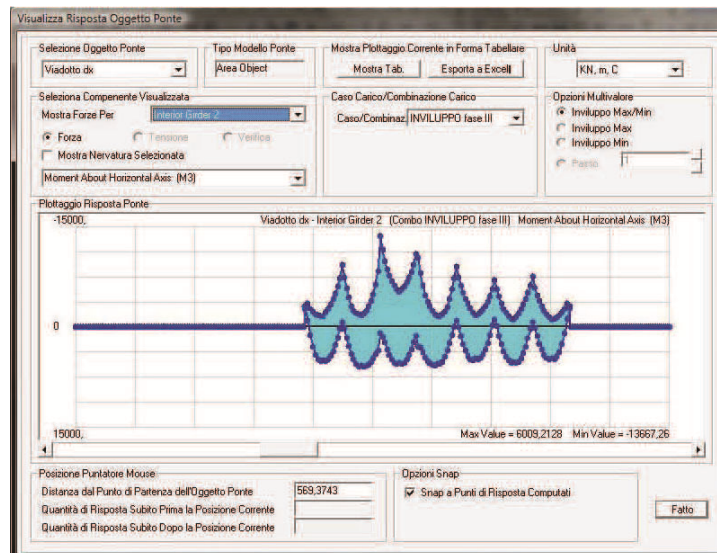 Visualizza Risposta Oggetto Ponte
Selezione Oggetto Ponte
Viadotto dx
Tipo Modello Ponte
Area Object
Mostra Plottaggio Corrente in Forma Tabellare
Mostra Tab.
Esporta a Excell
Unità
KN, m, C
Seleziona Compenente Visualizzata
Mostra Forze Per
Interior Girder 2
Forza
Tensione
Verifica
Mostra Nervatura Selezionata
Moment About Horizontal Axis (M3)
Caso Carico/Combinazione Carico
Caso/Combinaz.
INVILUPPO fase III
Opzioni Multivalore
Inviluppo Max/Min
Inviluppo Max
Inviluppo Min
Passo
1
Plottaggio Risposta Ponte
-15000,
Viadotto dx - Interior Girder 2 (Combo INVILUPPO fase III) Moment About Horizontal Axis (M3)
0
15000,
Max Value = 6009,2128 Min Value = -13667,26
Posizione Puntatore Mouse
Distanza dal Punto di Partenza dell'Oggetto Ponte
569,3743
Quantità di Risposta Subito Prima la Posizione Corrente
Quantità di Risposta Subito Dopo la Posizione Corrente
Opzioni Snap
Snap a Punti di Risposta Computati
Fatto